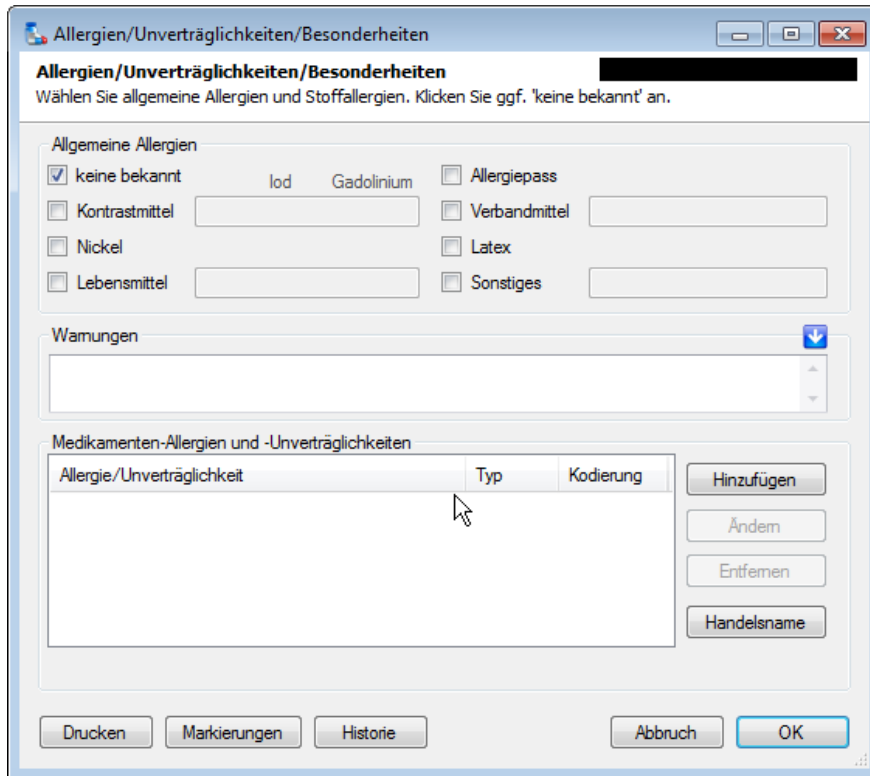 Allergien/Unverträglichkeiten/Besonderheiten
Allergien/Unverträglichkeiten/Besonderheiten
Wählen Sie allgemeine Allergien und Stoffallergien. Klicken Sie ggf. 'keine bekannt' an.
Allgemeine Allergien
keine bekannt Iod Gadolinium Allergiepass
Kontrastmittel Verbandmittel
Nickel Latex
Lebensmittel Sonstiges
Warnungen
Medikamenten-Allergien und -Unverträglichkeiten
Allergie/Unverträglichkeit Typ Kodierung Hinzufügen
Ändern
Entfernen
Handelsname
Drucken Markierungen Historie Abbruch OK